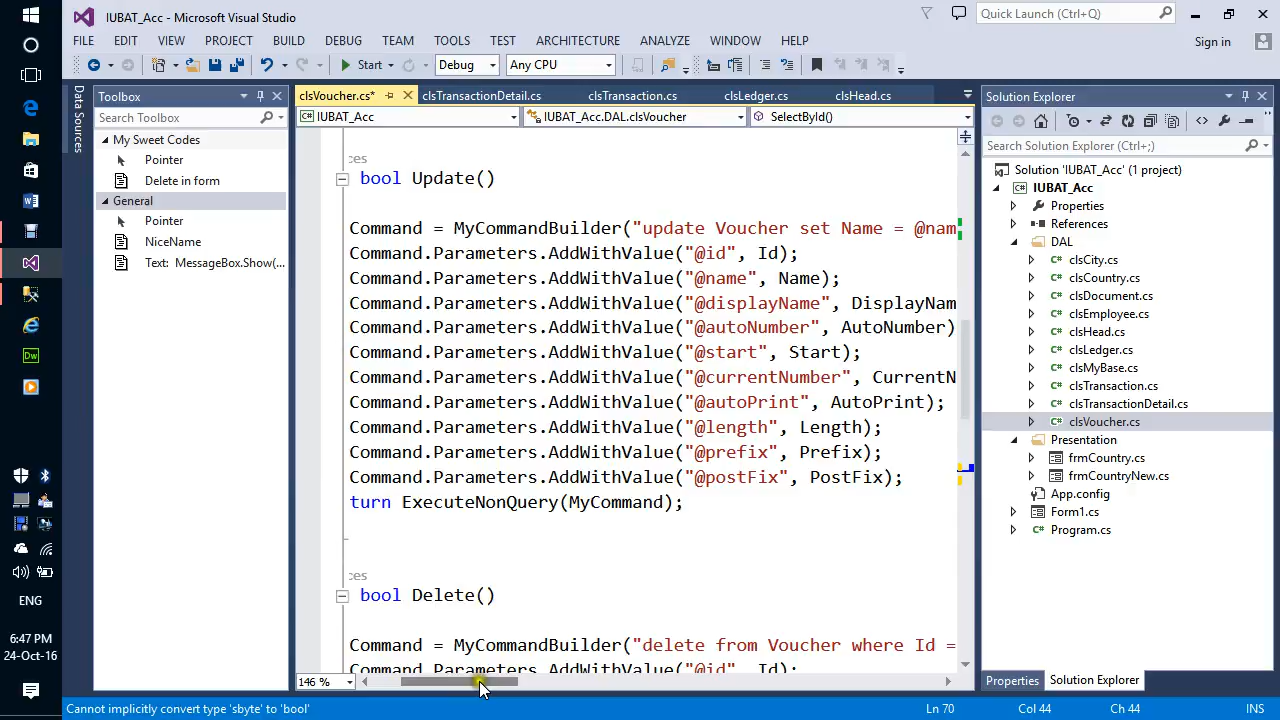 IUBAT_Acc - Microsoft Visual Studio
Quick Launch (Ctrl+Q)
FILE EDIT VIEW PROJECT BUILD DEBUG TEAM TOOLS TEST ARCHITECTURE ANALYZE WINDOW HELP
Sign in
Start Debug Any CPU
Data Sources
Toolbox
Search Toolbox
My Sweet Codes
Pointer
Delete in form
General
Pointer
NiceName
Text: MessageBox.Show(...
clsVoucher.cs* clsTransactionDetail.cs clsTransaction.cs clsLedger.cs clsHead.cs
IUBAT_Acc IUBAT_Acc.DAL.clsVoucher SelectById()
ces
bool Update()
Command = MyCommandBuilder("update Voucher set Name = @nam
Command.Parameters.AddWithValue("@id", Id);
Command.Parameters.AddWithValue("@name", Name);
Command.Parameters.AddWithValue("@displayName", DisplayNam
Command.Parameters.AddWithValue("@autoNumber", AutoNumber)
Command.Parameters.AddWithValue("@start", Start);
Command.Parameters.AddWithValue("@currentNumber", CurrentN
Command.Parameters.AddWithValue("@autoPrint", AutoPrint);
Command.Parameters.AddWithValue("@length", Length);
Command.Parameters.AddWithValue("@prefix", Prefix);
Command.Parameters.AddWithValue("@postFix", PostFix);
turn ExecuteNonQuery(MyCommand);
ces
bool Delete()
Command = MyCommandBuilder("delete from Voucher where Id =
Command.Parameters.AddWithValue("@id", Id);
146 %
Solution Explorer
Search Solution Explorer (Ctrl+;)
Solution 'IUBAT_Acc' (1 project)
IUBAT_Acc
Properties
References
DAL
clsCity.cs
clsCountry.cs
clsDocument.cs
clsEmployee.cs
clsHead.cs
clsLedger.cs
clsMyBase.cs
clsTransaction.cs
clsTransactionDetail.cs
clsVoucher.cs
Presentation
frmCountry.cs
frmCountryNew.cs
App.config
Form1.cs
Program.cs
Properties Solution Explorer
ENG
6:47 PM
24-Oct-16
Cannot implicitly convert type 'sbyte' to 'bool' Ln 70 Col 44 Ch 44 INS